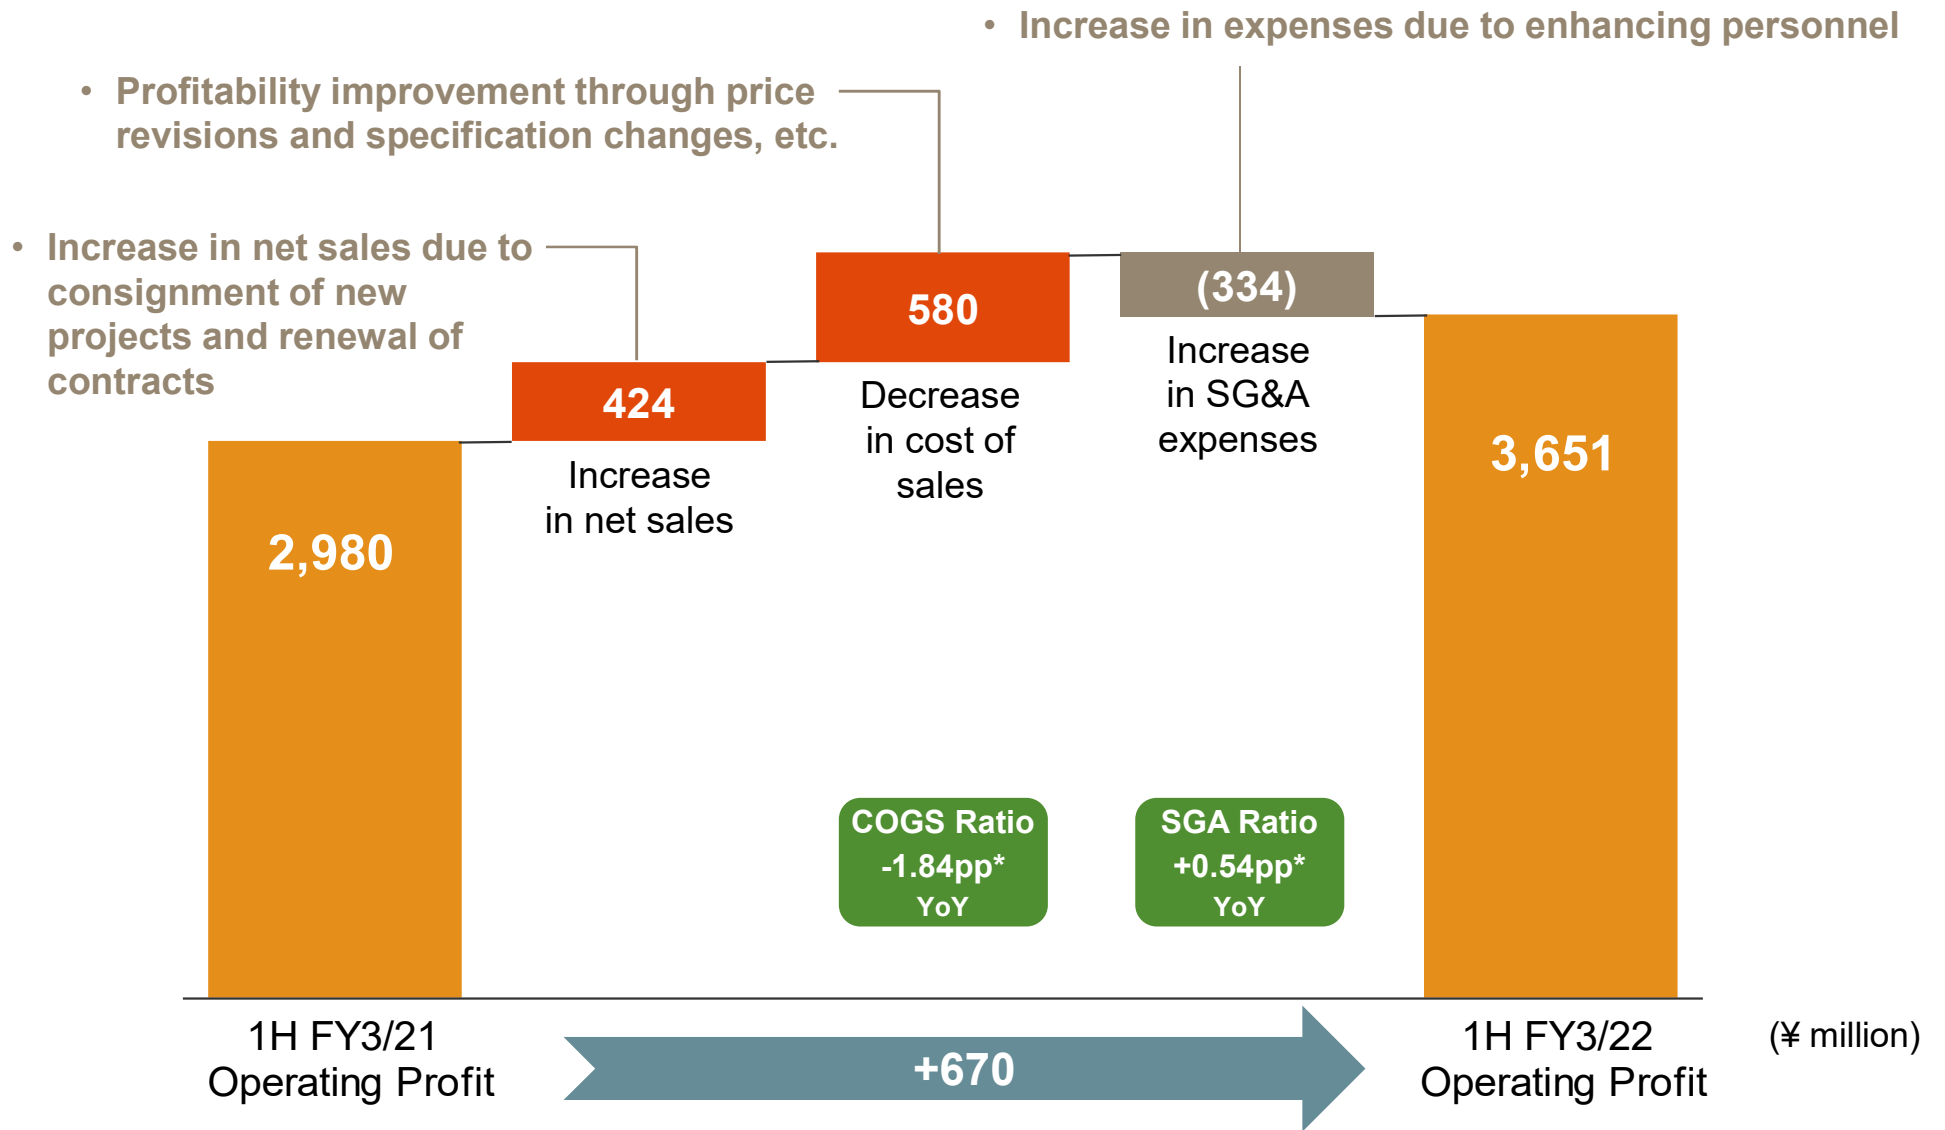 • Increase in expenses due to enhancing personnel
• Profitability improvement through price
revisions and specification changes, etc.
• Increase in net sales due to
consignment of new
projects and renewal of
contracts
2,980
424
Increase
in net sales
580
Decrease
in cost of
sales
(334)
Increase
in SG&A
expenses
3,651
COGS Ratio
-1.84pp*
YoY
SGA Ratio
+0.54pp*
YoY
1H FY3/21
Operating Profit
+670
1H FY3/22
Operating Profit
(¥ million)